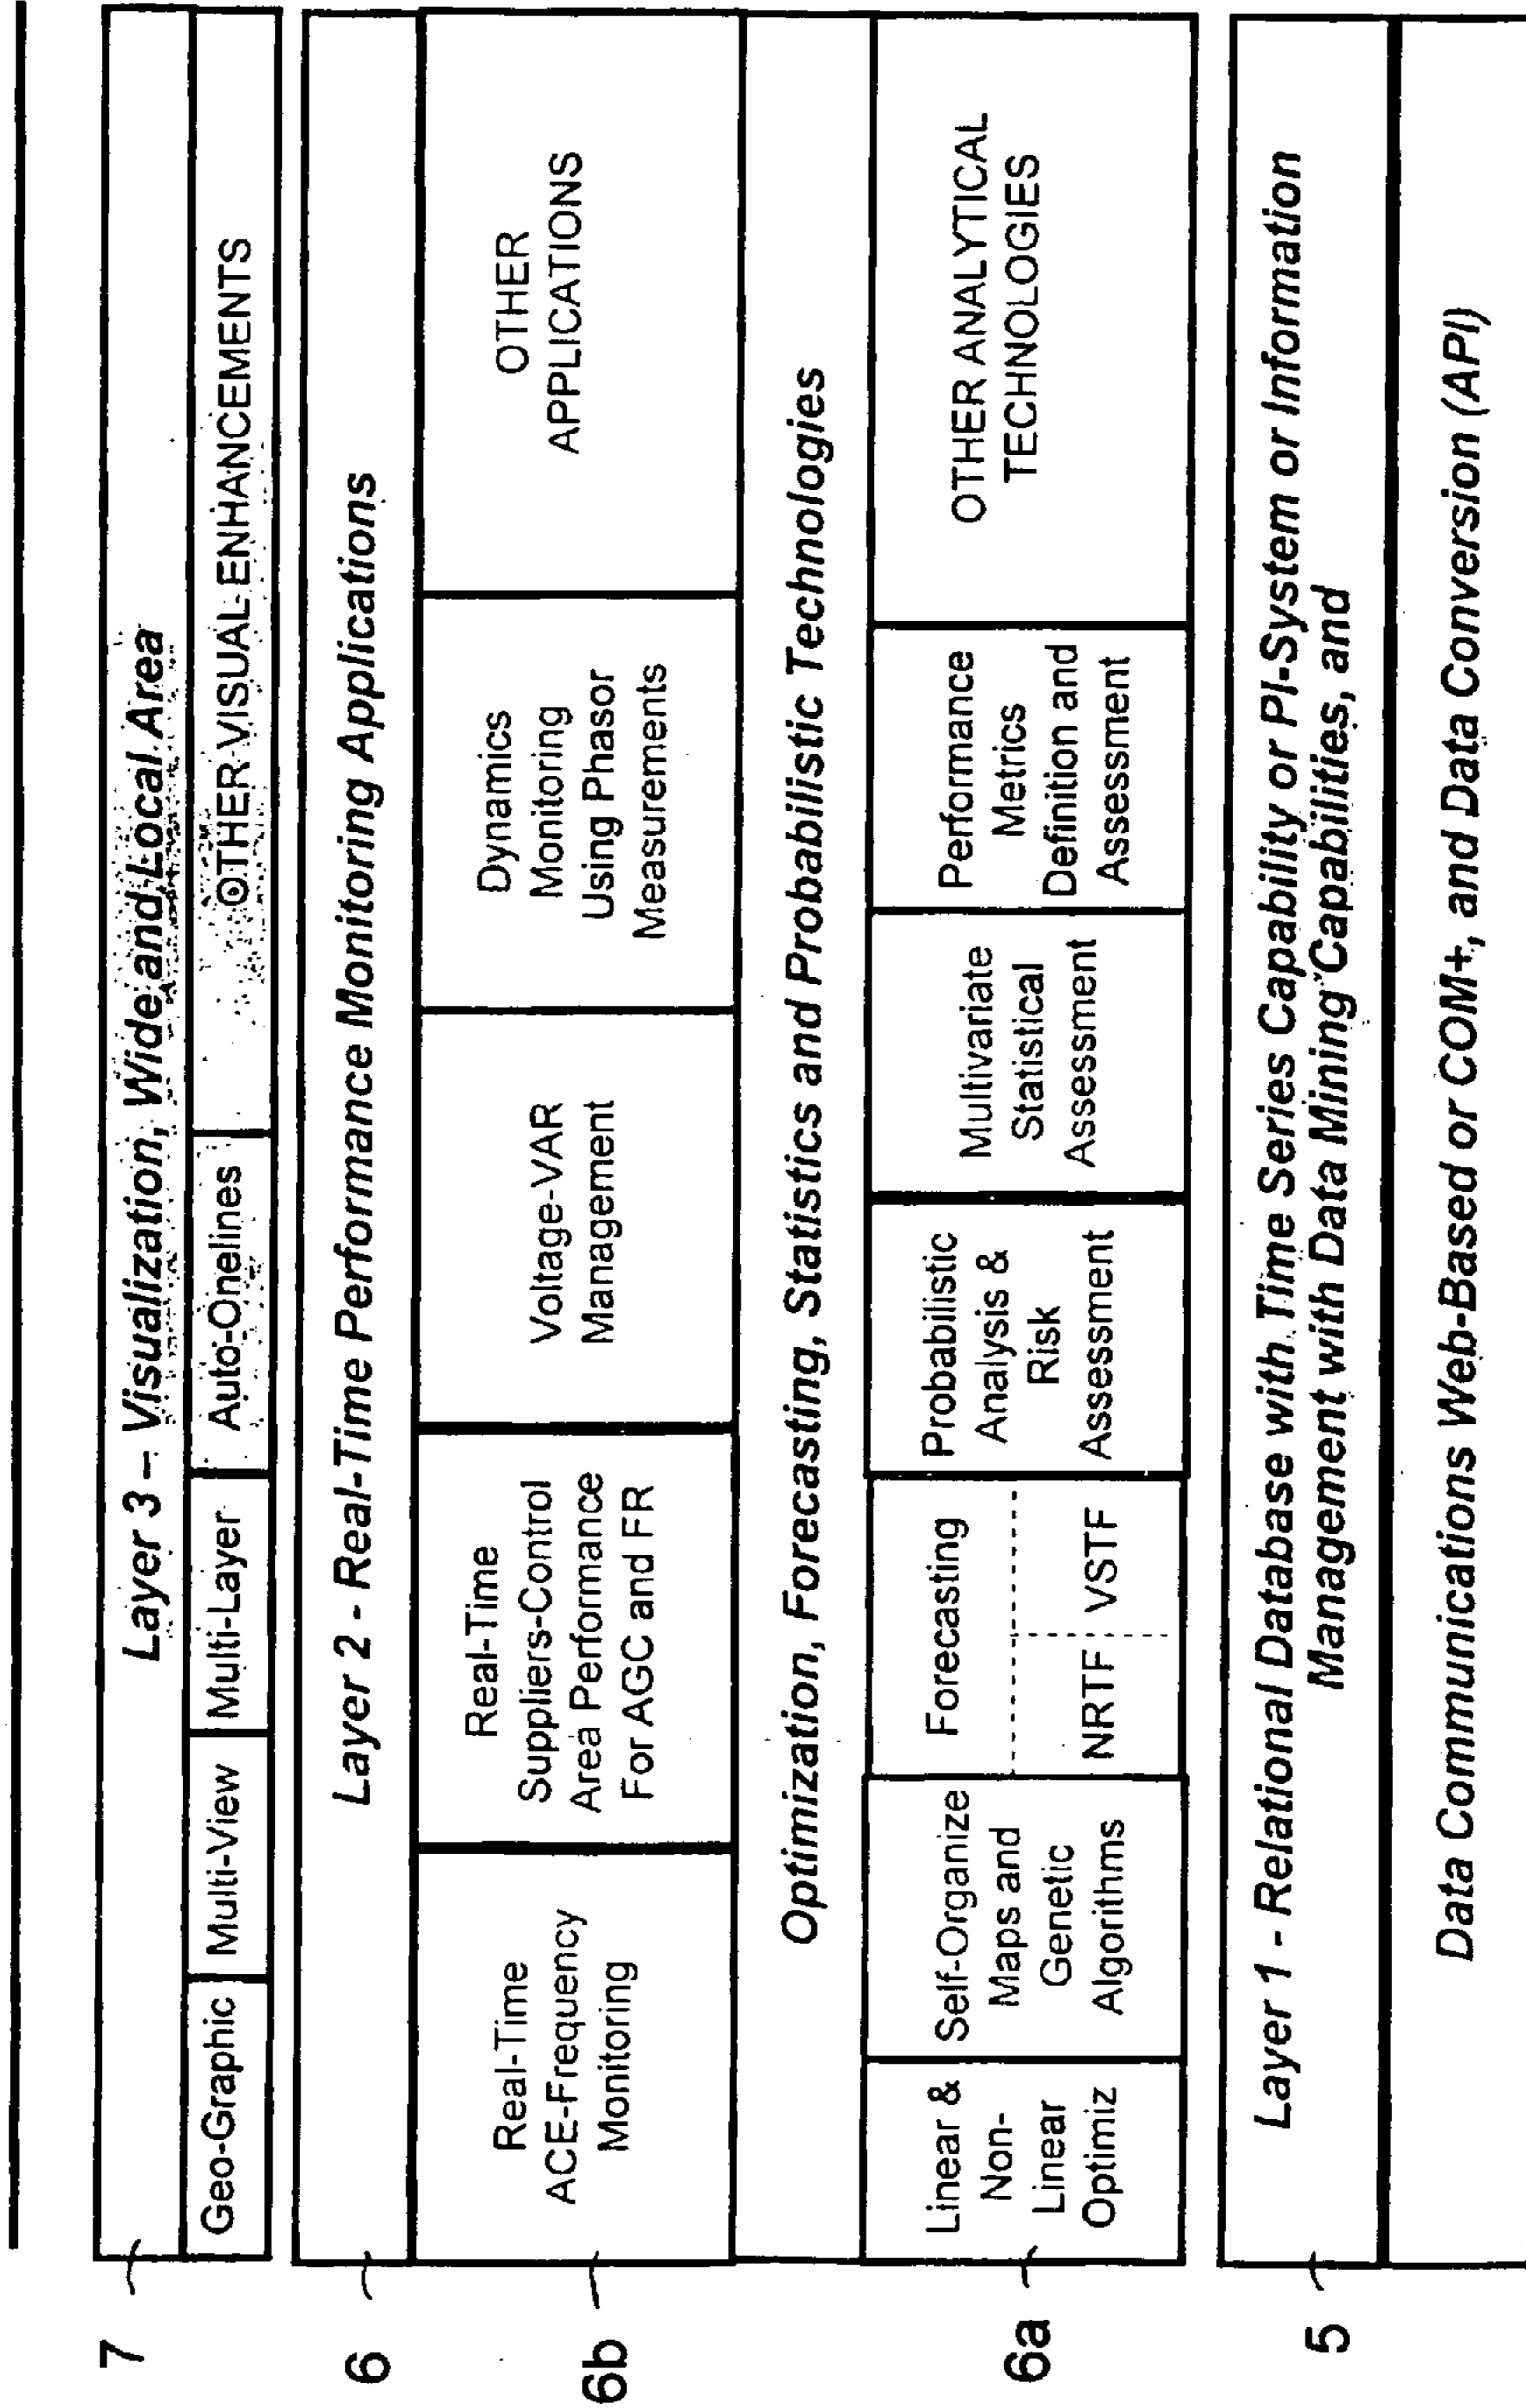 7
Layer 3 – Visualization, Wide and Local Area
Geo-Graphic
Multi-View
Multi-Layer
Auto-Onelines
OTHER VISUAL ENHANCEMENTS
6
Layer 2 - Real-Time Performance Monitoring Applications
6b
Real-Time
ACE-Frequency
Monitoring
Real-Time
Suppliers-Control
Area Performance
For AGC and FR
Voltage-VAR
Management
Dynamics
Monitoring
Using Phasor
Measurements
OTHER
APPLICATIONS
Optimization, Forecasting, Statistics and Probabilistic Technologies
6a
Linear &
Non-
Linear
Optimiz
Self-Organize
Maps and
Genetic
Algorithms
Forecasting
NRTF
VSTF
Probabilistic
Analysis &
Risk
Assessment
Multivariate
Statistical
Assessment
Performance
Metrics
Definition and
Assessment
OTHER ANALYTICAL
TECHNOLOGIES
5
Layer 1 - Relational Database with Time Series Capability or PI-System or Information
Management with Data Mining Capabilities, and
Data Communications Web-Based or COM+, and Data Conversion (API)